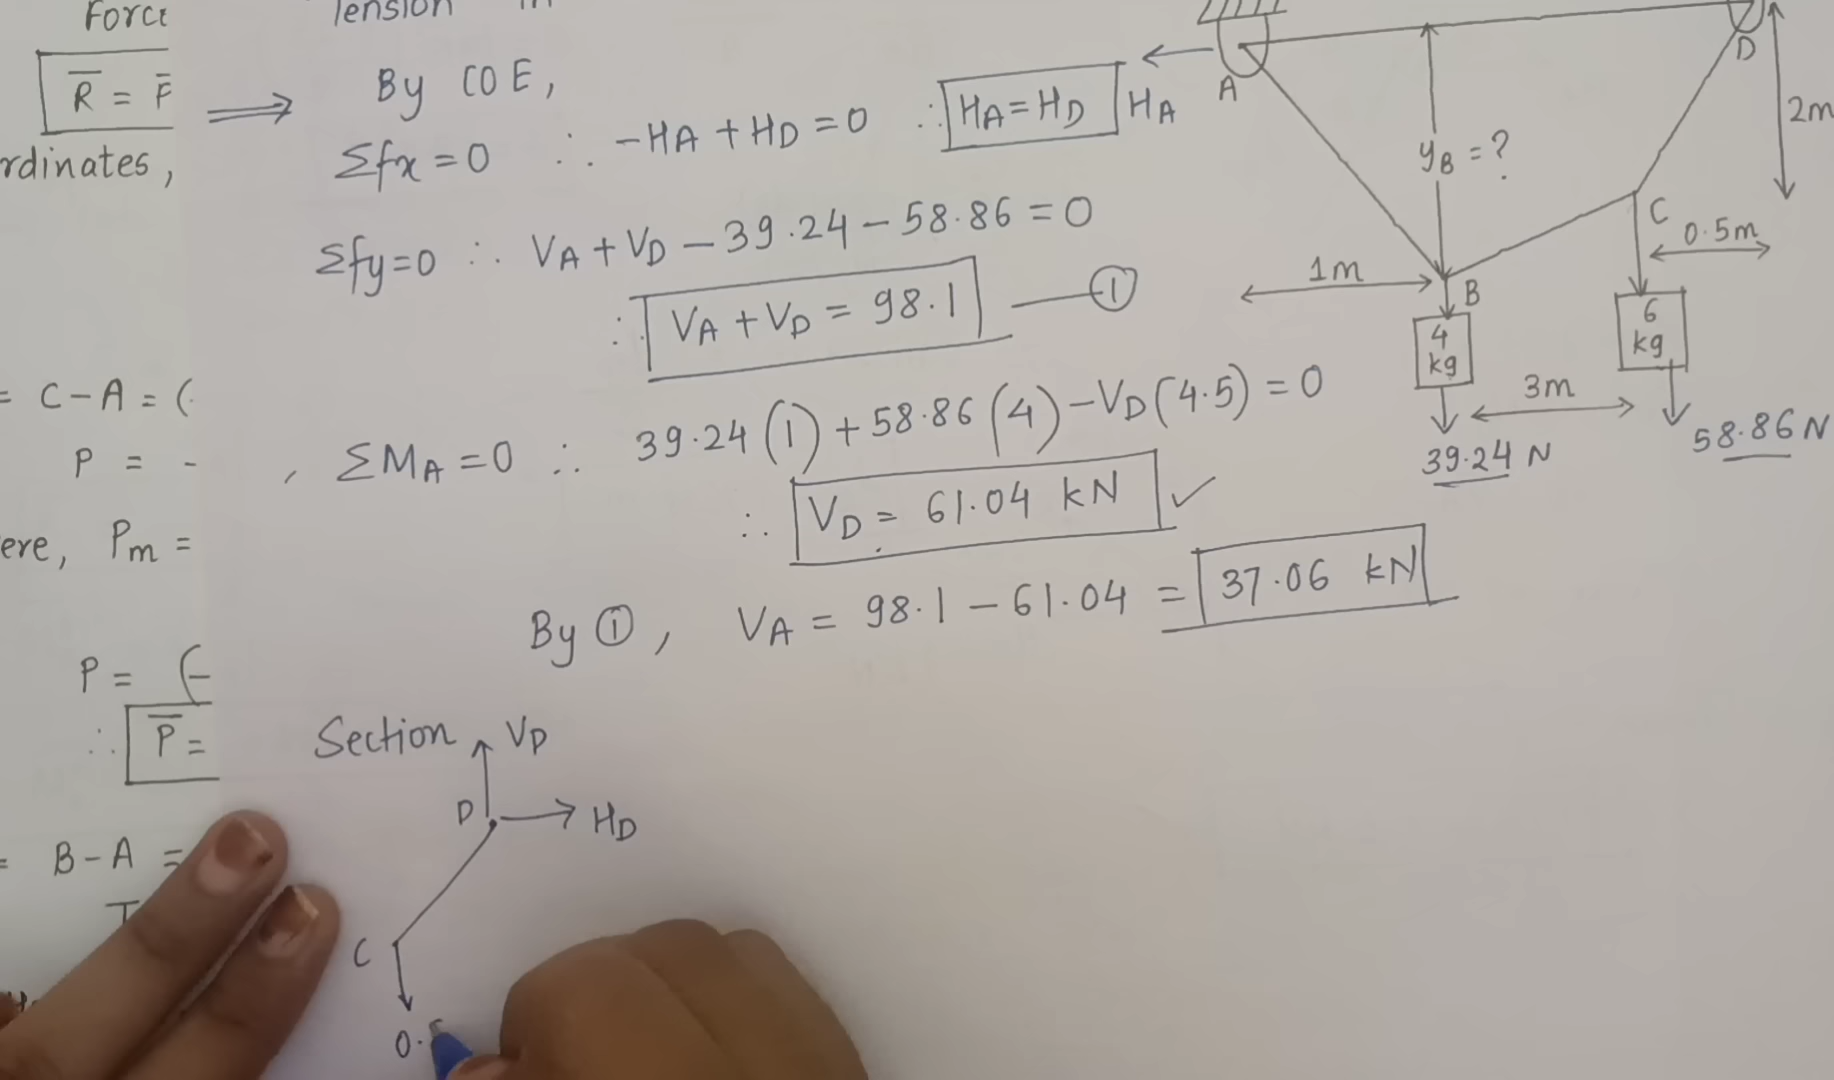 Force
R̅ = F̅
rdinates,
= C-A = (
P = -
ere, Pm =
P = (-
∴ P̅ =
= B-A =
T
Tension in
⟹ By COE,
Σfx = 0 ∴ -HA + HD = 0 ∴ HA = HD
Σfy=0 ∴ VA + VD - 39.24 - 58.86 = 0
∴ VA + VD = 98.1 — ①
, ΣMA = 0 ∴ 39.24 (1) + 58.86 (4) - VD (4.5) = 0
∴ VD = 61.04 kN ✓
By ①, VA = 98.1 - 61.04 = 37.06 kN
Section
VD
D
HD
C
0.
HA
A
D
2m
yB = ?
C
0.5m
1m
B
4 kg
6 kg
3m
39.24 N
58.86 N